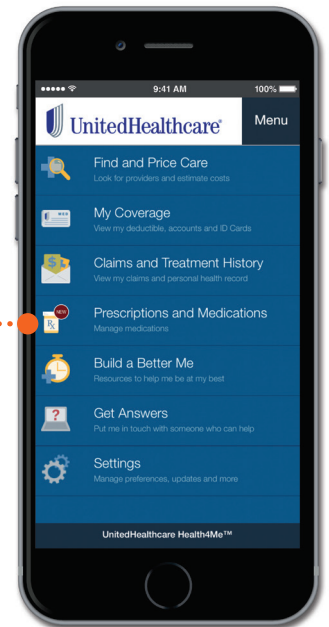 9:41 AM
100%
UnitedHealthcare®
Menu
Find and Price Care
Look for providers and estimate costs
My Coverage
View my deductible, accounts and ID Cards
Claims and Treatment History
View my claims and personal health record
NEW
Rx
Prescriptions and Medications
Manage medications
Build a Better Me
Resources to help me be at my best
?
Get Answers
Put me in touch with someone who can help
Settings
Manage preferences, updates and more
UnitedHealthcare Health4Me™